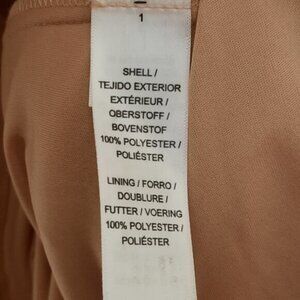 1
SHELL /
TEJIDO EXTERIOR
EXTÉRIEUR /
OBERSTOFF /
BOVENSTOF
100% POLYESTER /
POLIÉSTER
LINING / FORRO /
DOUBLURE /
FUTTER / VOERING
100% POLYESTER /
POLIÉSTER